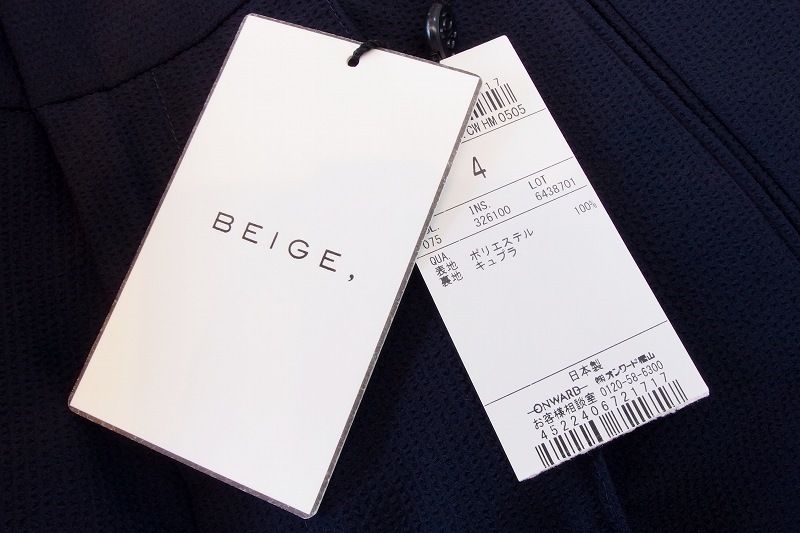 BEIGE,
17
CW HM 0505
4
INS.
LOT
075
326100
6438701
QUA.
ポリエステル
100%
表地
キュプラ
裏地
日本製
ONWARD ㈱オンワード樫山
お客様相談室 0120-58-6300
4522406721717